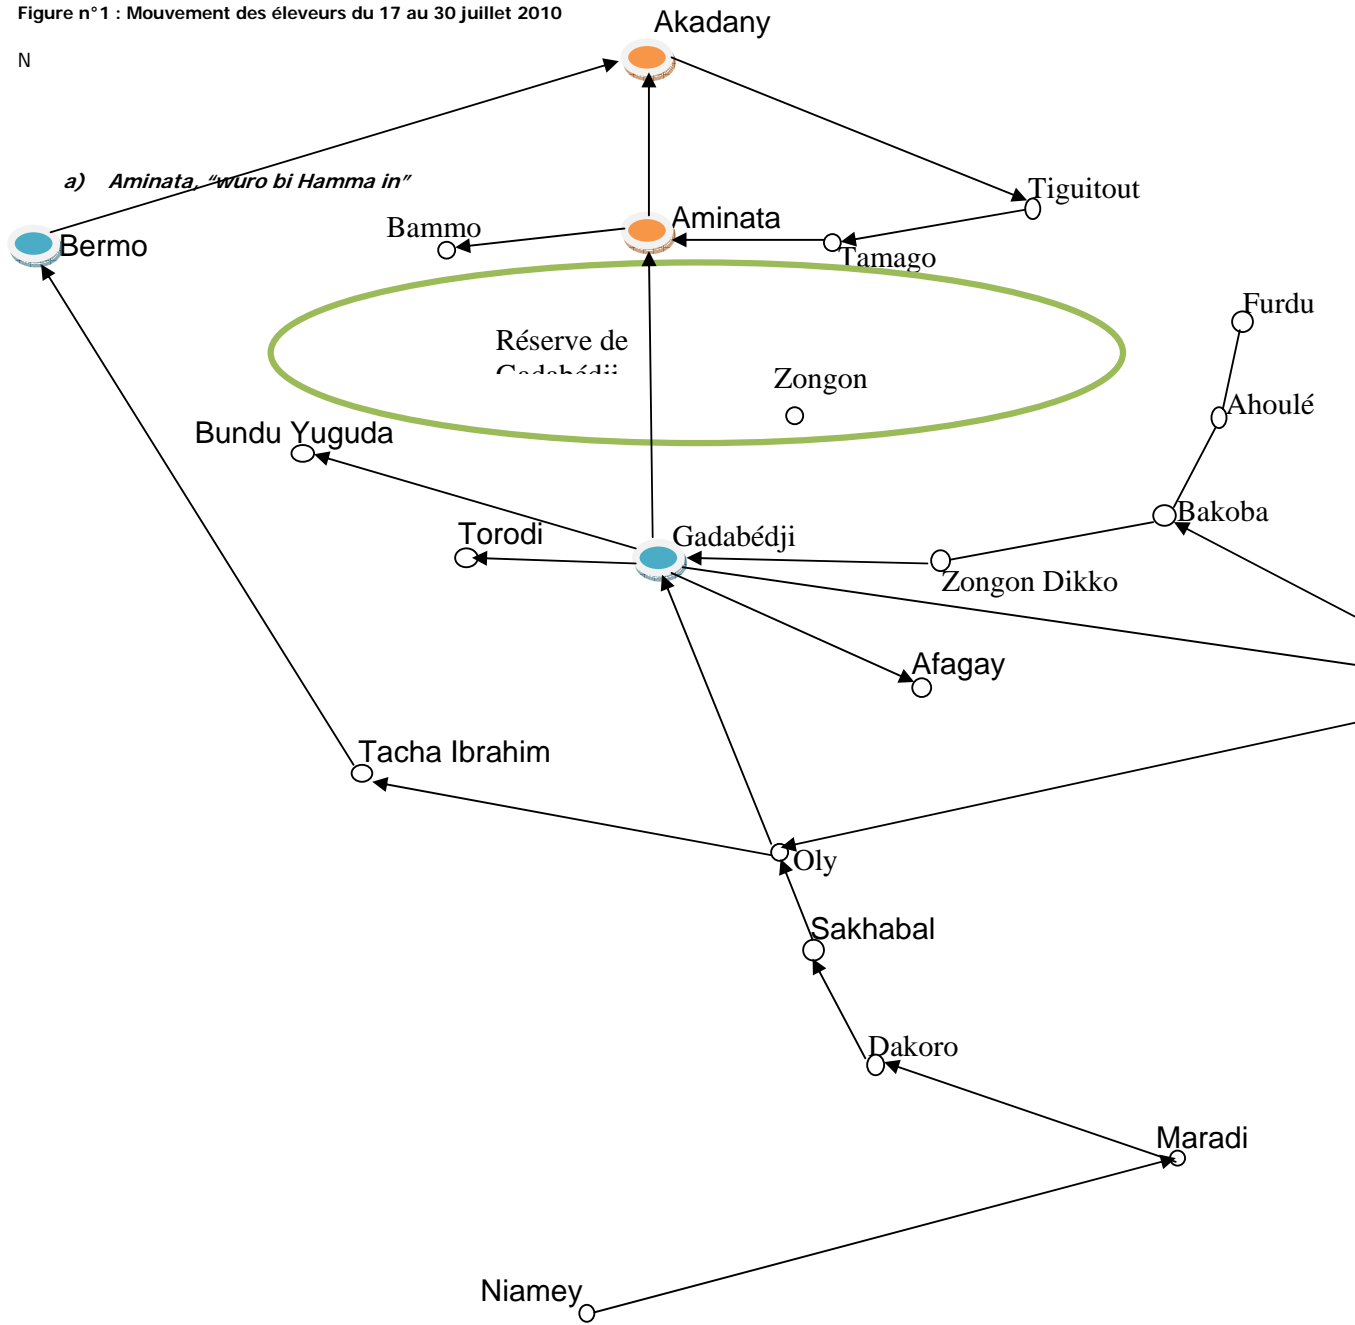 Figure n°1 : Mouvement des éleveurs du 17 au 30 juillet 2010
Akadany
N
a) Aminata, “wuro bi Hamma in”
Tiguitout
Aminata
Bammo
Bermo
Tamago
Furdu
Réserve de
Gadabédji
Zongon
Ahoulé
Bundu Yuguda
Bakoba
Torodi
Gadabédji
Zongon Dikko
Afagay
Tacha Ibrahim
Oly
Sakhabal
Dakoro
Maradi
Niamey